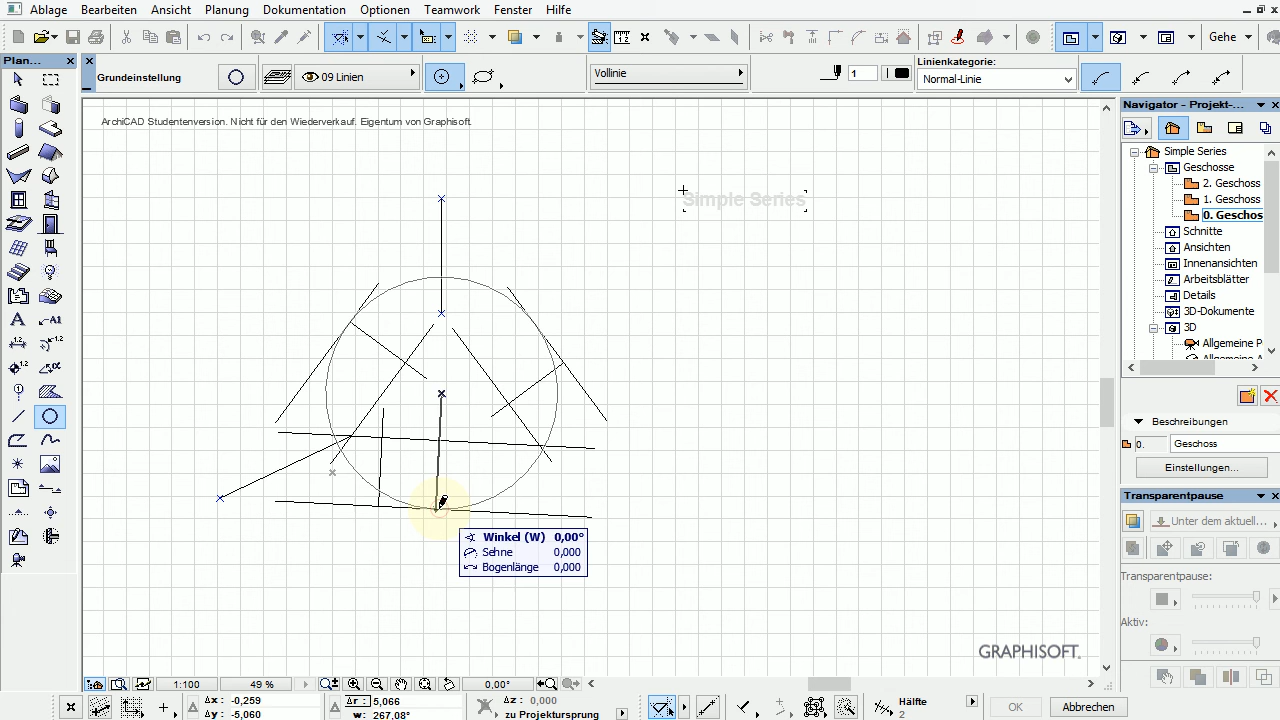 Ablage Bearbeiten Ansicht Planung Dokumentation Optionen Teamwork Fenster Hilfe
Gehe
Plan...
Grundeinstellung
09 Linien
Vollinie
1
Linienkategorie:
Normal-Linie
ArchiCAD Studentenversion. Nicht für den Wiederverkauf. Eigentum von Graphisoft.
Simple Series
Winkel (W) 0,00°
Sehne 0,000
Bogenlänge 0,000
GRAPHISOFT.
Navigator - Projekt-...
Simple Series
Geschosse
2. Geschoss
1. Geschoss
0. Geschos
Schnitte
Ansichten
Innenansichten
Arbeitsblätter
Details
3D-Dokumente
3D
Allgemeine P
Beschreibungen
0. Geschoss
Einstellungen...
Transparentpause
Unter dem aktuell...
Transparentpause:
Aktiv:
1:100 49 % 0,00°
Δx: -0,259
Δy: -5,060
Δr: 5,066
w: 267,08°
Δz: 0,000
zu Projektursprung
Hälfte
2
OK
Abbrechen